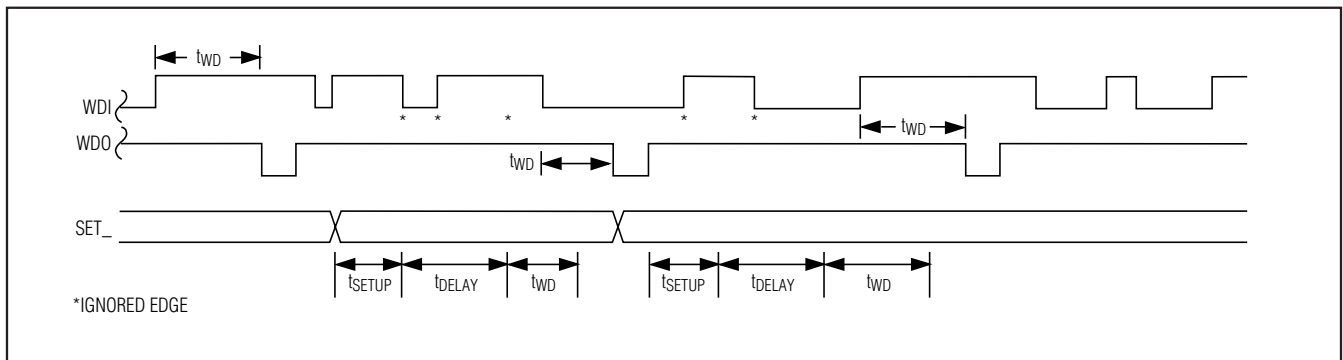 tWD
WDI
* * * * *
WDO
tWD
tWD
SET_
tSETUP tDELAY tWD tSETUP tDELAY tWD
*IGNORED EDGE